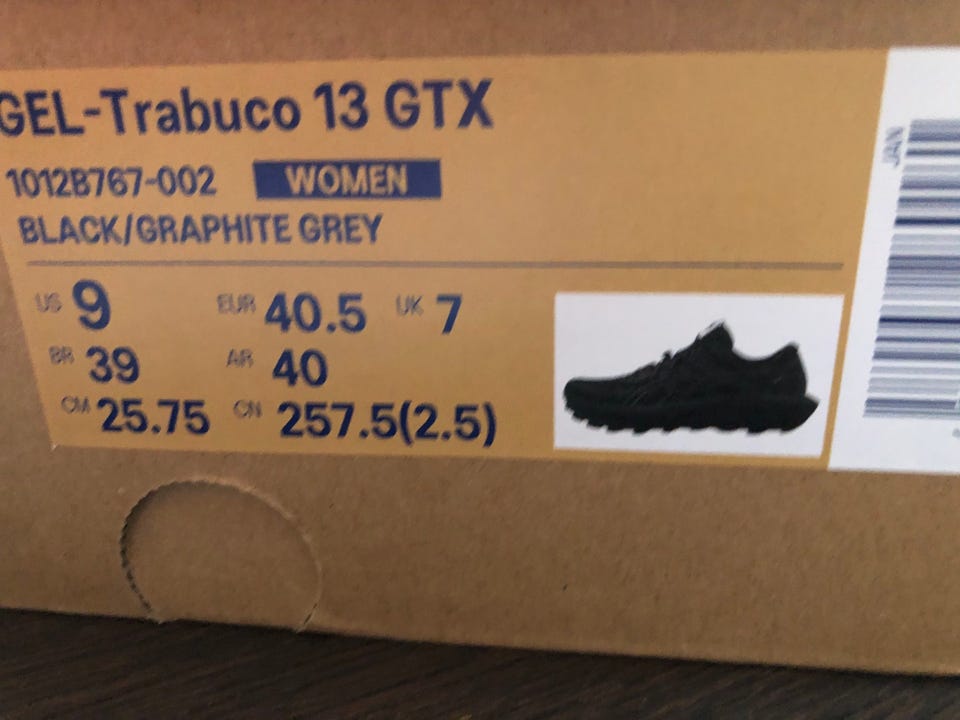 GEL-Trabuco 13 GTX
1012B767-002 WOMEN
BLACK/GRAPHITE GREY
US 9 EUR 40.5 UK 7
BR 39 AR 40
CM 25.75 CN 257.5(2.5)
JAN